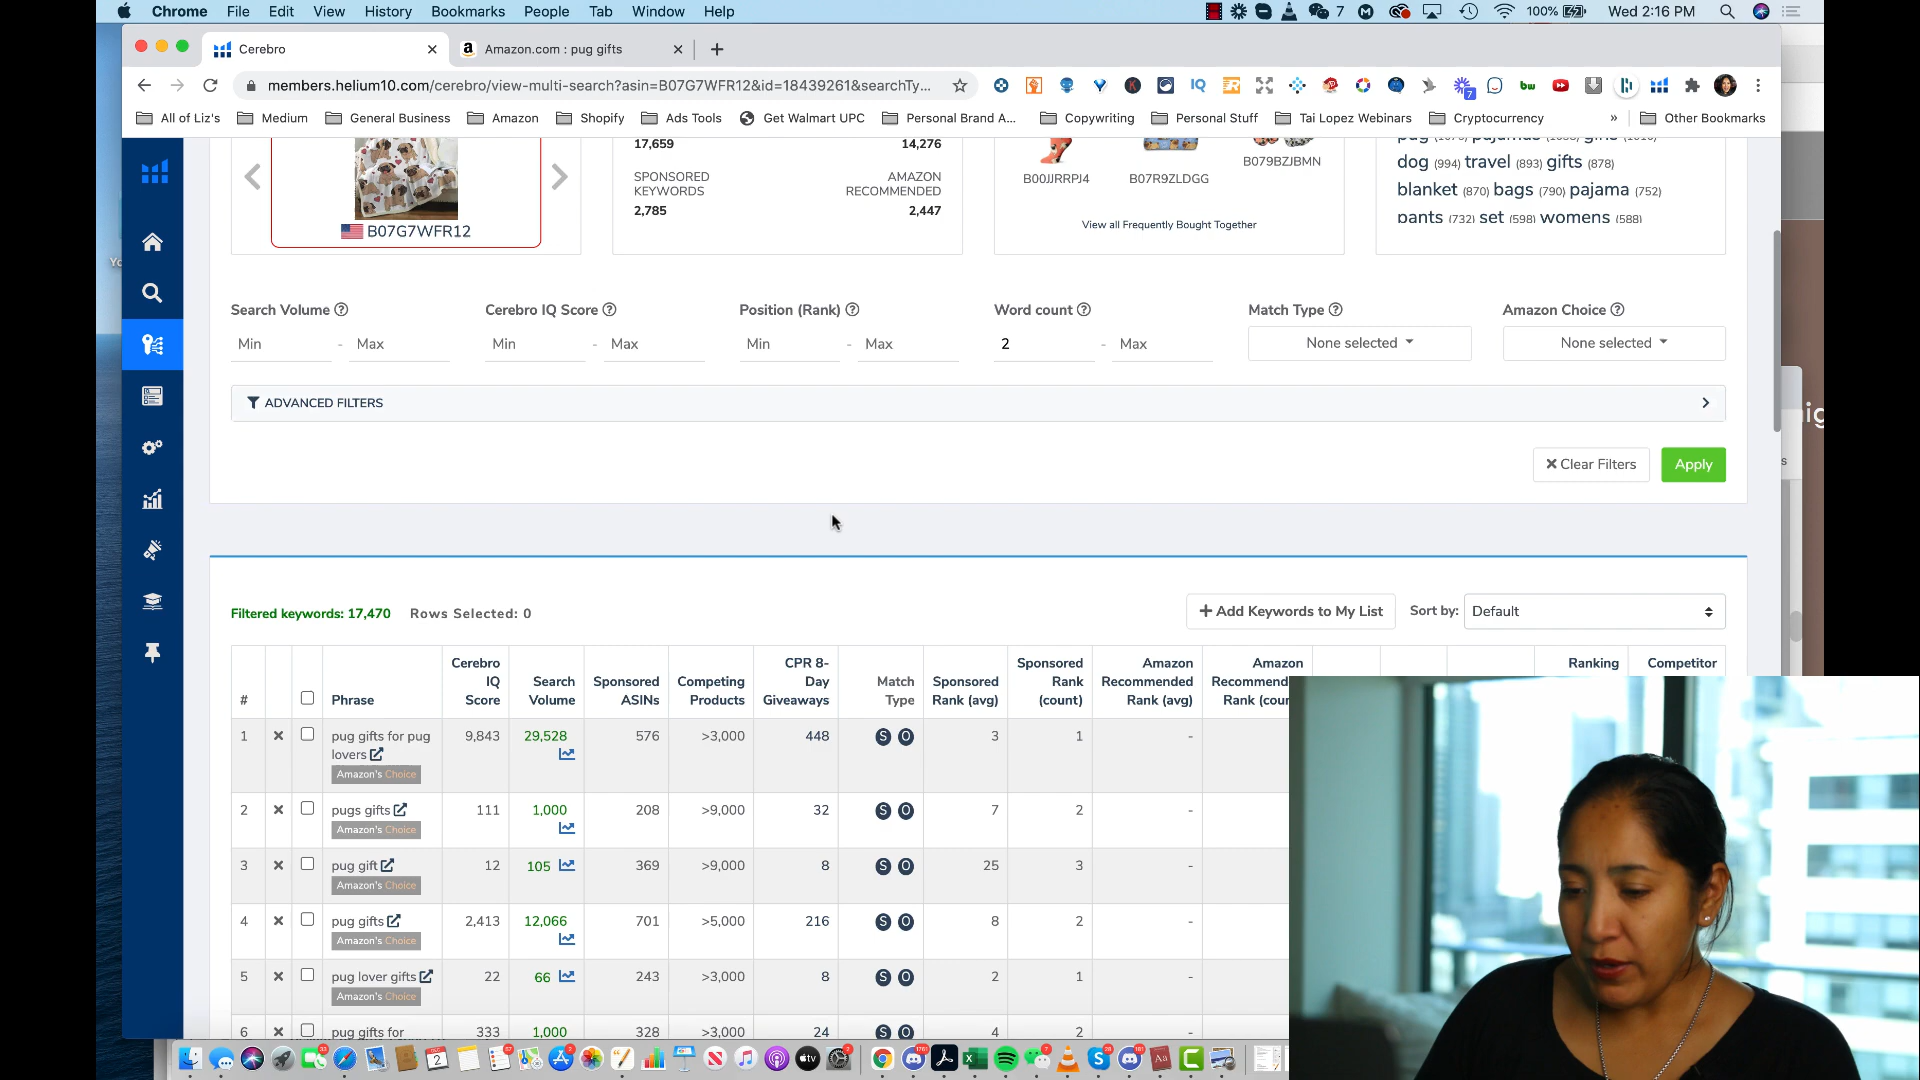 Chrome File Edit View History Bookmarks People Tab Window Help
7 100% Wed 2:16 PM
Cerebro
Amazon.com : pug gifts
members.helium10.com/cerebro/view-multi-search?asin=B07G7WFR12&id=18439261&searchTy...
All of Liz's Medium General Business Amazon Shopify Ads Tools Get Walmart UPC Personal Brand A... Copywriting Personal Stuff Tai Lopez Webinars Cryptocurrency » Other Bookmarks
B07G7WFR12
17,659 14,276
SPONSORED KEYWORDS AMAZON RECOMMENDED
2,785 2,447
B00JJRRPJ4 B07R9ZLDGG B079BZJBMN
View all Frequently Bought Together
dog (994) travel (893) gifts (878)
blanket (870) bags (790) pajama (752)
pants (732) set (598) womens (588)
Search Volume Cerebro IQ Score Position (Rank) Word count Match Type Amazon Choice
Min - Max Min - Max Min - Max 2 - Max None selected None selected
ADVANCED FILTERS
Clear Filters Apply
Filtered keywords: 17,470 Rows Selected: 0
+ Add Keywords to My List Sort by: Default
# Phrase Cerebro IQ Score Search Volume Sponsored ASINs Competing Products CPR 8-Day Giveaways Match Type Sponsored Rank (avg) Sponsored Rank (count) Amazon Recommended Rank (avg) Amazon Ranking Competitor
1 pug gifts for pug lovers 9,843 29,528 576 >3,000 448 S O 3 1 -
Amazon's Choice
2 pugs gifts 111 1,000 208 >9,000 32 S O 7 2 -
Amazon's Choice
3 pug gift 12 105 369 >9,000 8 S O 25 3 -
Amazon's Choice
4 pug gifts 2,413 12,066 701 >5,000 216 S O 8 2 -
Amazon's Choice
5 pug lover gifts 22 66 243 >3,000 8 S O 2 1 -
Amazon's Choice
6 pug gifts for 333 1,000 328 >3,000 24 S O 4 2 -